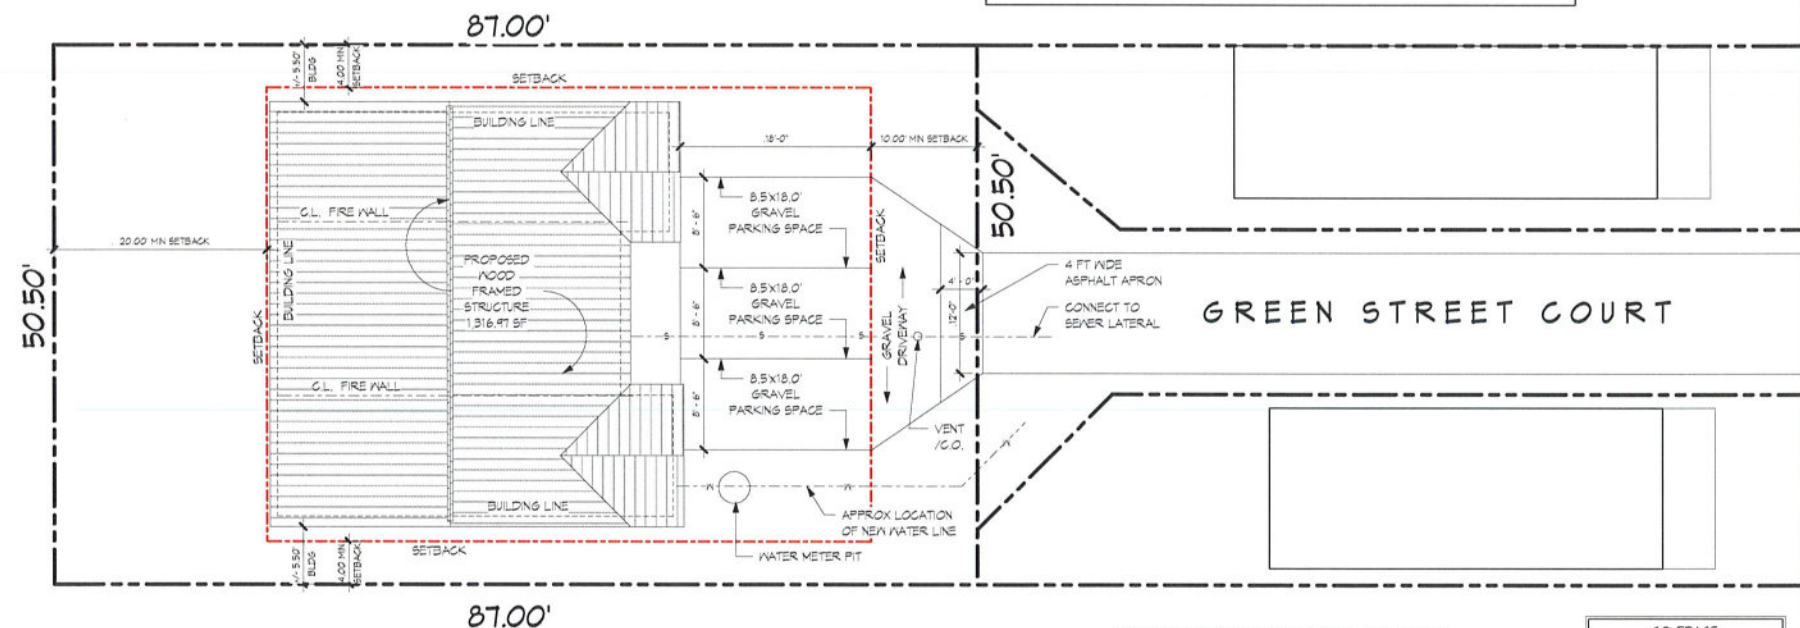 87.00'
+/- 5.50'
BLDG
4.00 MIN
SETBACK
SETBACK
BUILDING LINE
18'-0"
10.00' MIN SETBACK
50.50'
8.5x18.0'
GRAVEL
PARKING SPACE
8'-6"
C.L. FIRE WALL
SETBACK
20.00 MIN SETBACK
BUILDING LINE
PROPOSED
WOOD
FRAMED
STRUCTURE
1,316.97 SF
4 FT WIDE
ASPHALT APRON
4'-0"
12'-0"
8.5x18.0'
GRAVEL
PARKING SPACE
8'-6"
CONNECT TO
SEWER LATERAL
GREEN STREET COURT
50.50'
SETBACK
GRAVEL
DRIVEWAY
S
S
S
S
C.L. FIRE WALL
8.5x18.0'
GRAVEL
PARKING SPACE
8'-6"
VENT
/C.O.
W
W
W
BUILDING LINE
APPROX LOCATION
OF NEW WATER LINE
SETBACK
WATER METER PIT
+/- 5.50'
BLDG
4.00 MIN
SETBACK
87.00'